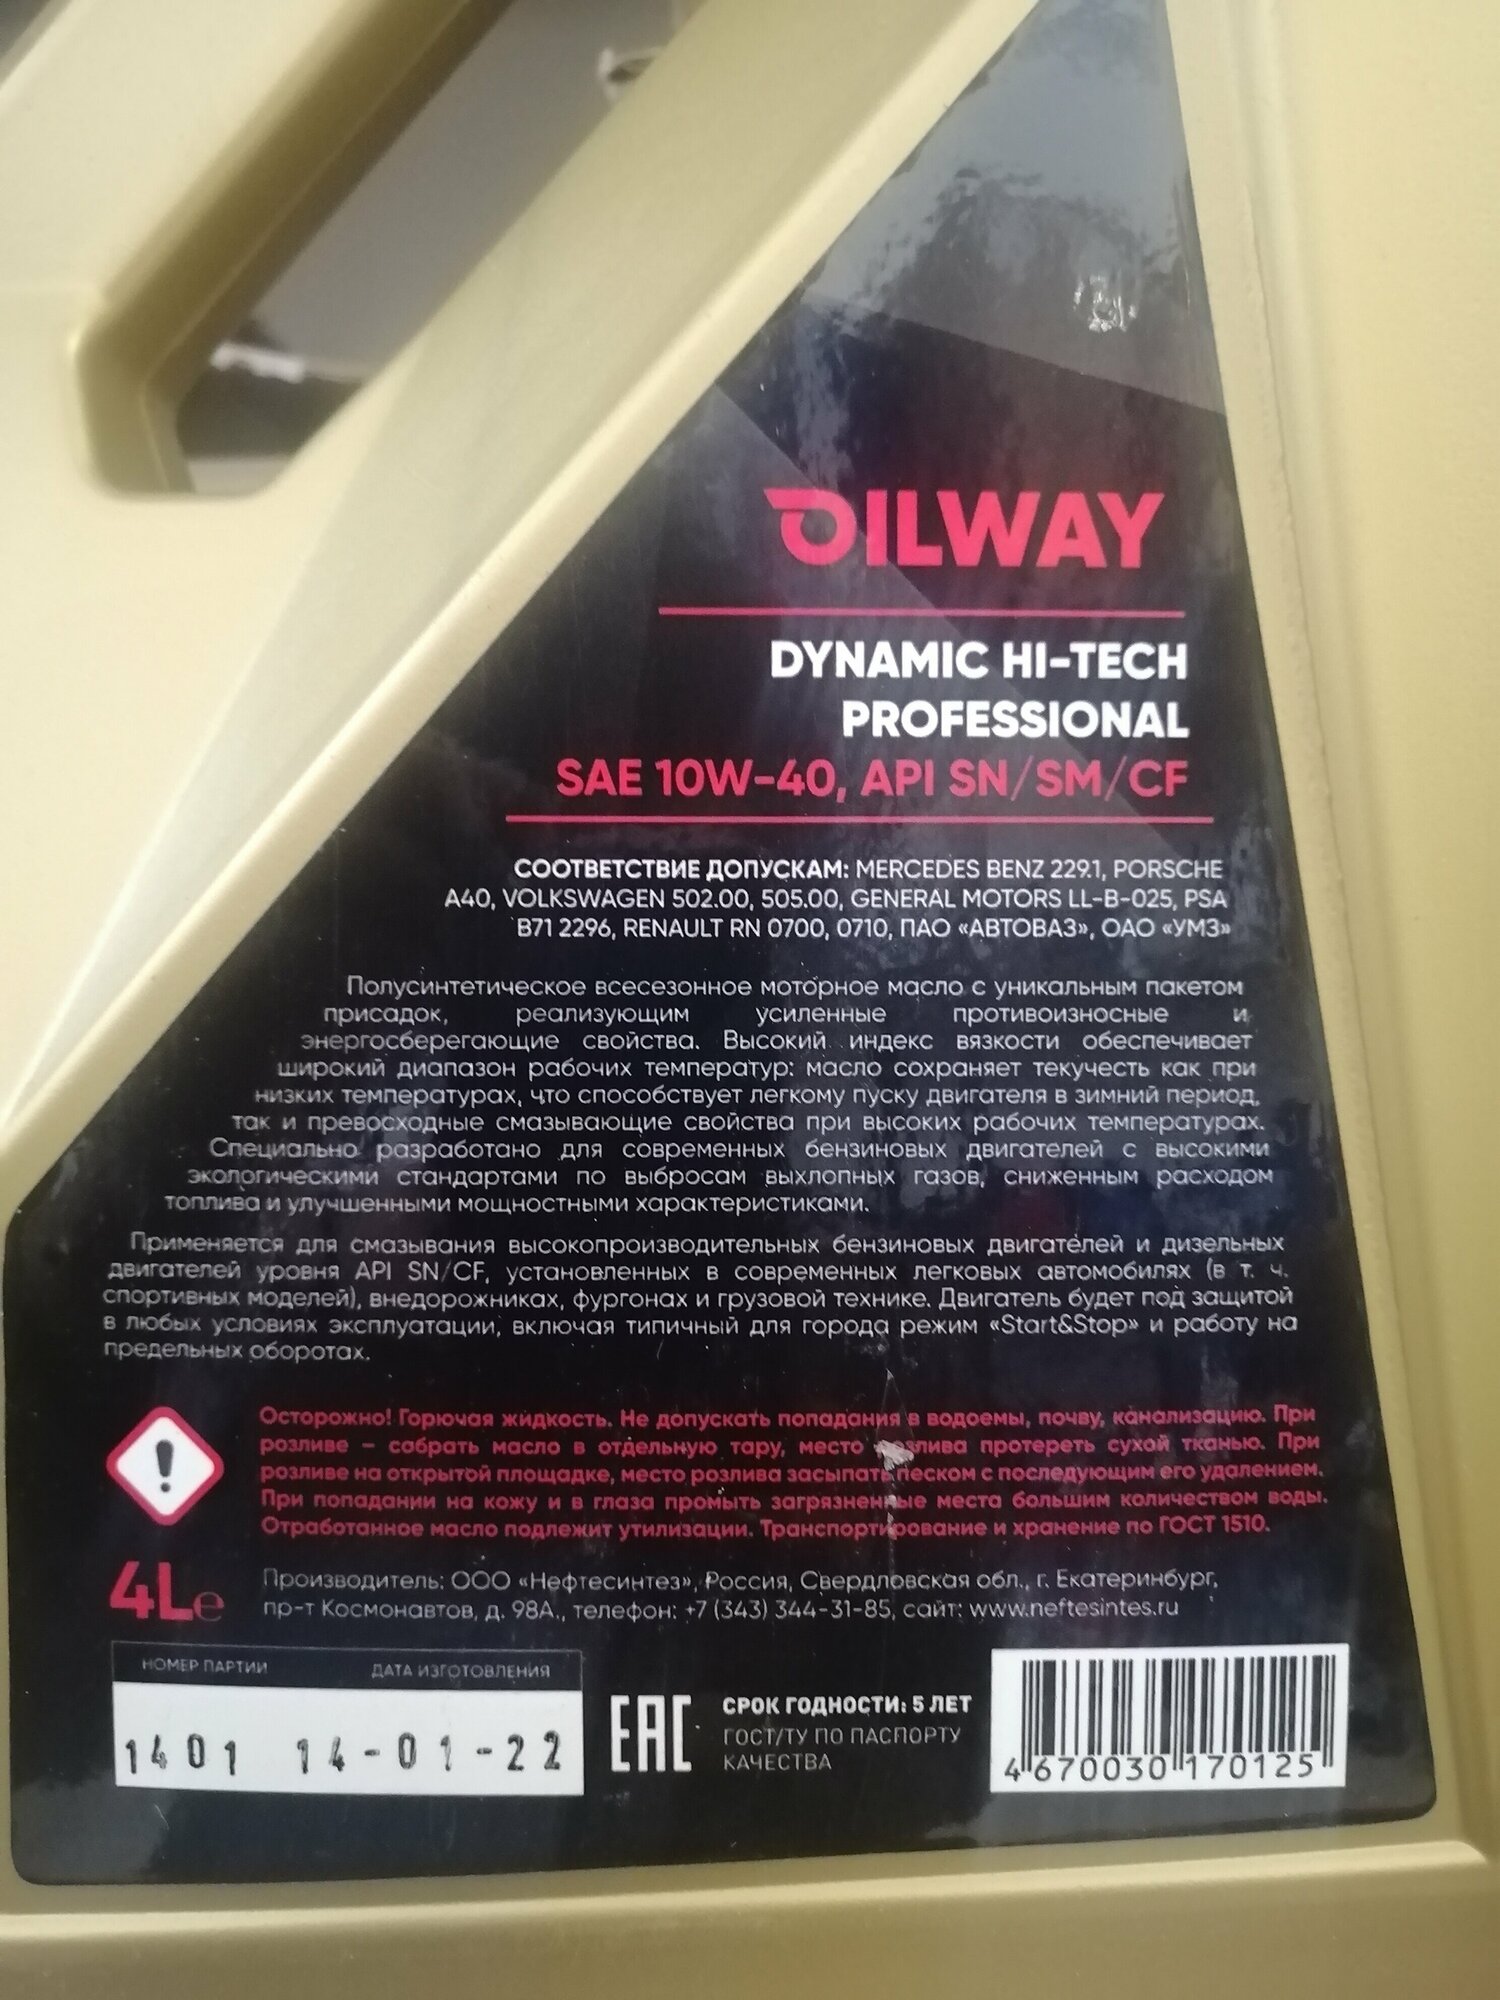 OILWAY
DYNAMIC HI-TECH
PROFESSIONAL
SAE 10W-40, API SN/SM/CF
СООТВЕТСТВИЕ ДОПУСКАМ: MERCEDES BENZ 229.1, PORSCHE
A40, VOLKSWAGEN 502.00, 505.00, GENERAL MOTORS LL-B-025, PSA
B71 2296, RENAULT RN 0700, 0710, ПАО «АВТОВАЗ», ОАО «УМЗ»
Полусинтетическое всесезонное моторное масло с уникальным пакетом
присадок, реализующим усиленные противоизносные и
энергосберегающие свойства. Высокий индекс вязкости обеспечивает
широкий диапазон рабочих температур: масло сохраняет текучесть как при
низких температурах, что способствует легкому пуску двигателя в зимний период,
так и превосходные смазывающие свойства при высоких рабочих температурах.
Специально разработано для современных бензиновых двигателей с высокими
экологическими стандартами по выбросам выхлопных газов, сниженным расходом
топлива и улучшенными мощностными характеристиками.
Применяется для смазывания высокопроизводительных бензиновых двигателей и дизельных
двигателей уровня API SN/CF, установленных в современных легковых автомобилях (в т. ч.
спортивных моделей), внедорожниках, фургонах и грузовой технике. Двигатель будет под защитой
в любых условиях эксплуатации, включая типичный для города режим «Start&Stop» и работу на
предельных оборотах.
Осторожно! Горючая жидкость. Не допускать попадания в водоемы, почву, канализацию. При
розливе – собрать масло в отдельную тару, место розлива протереть сухой тканью. При
розливе на открытой площадке, место розлива засыпать песком с последующим его удалением.
При попадании на кожу и в глаза промыть загрязненные места большим количеством воды.
Отработанное масло подлежит утилизации. Транспортирование и хранение по ГОСТ 1510.
4L℮
Производитель: ООО «Нефтесинтез», Россия, Свердловская обл., г. Екатеринбург,
пр-т Космонавтов, д. 98А., телефон: +7 (343) 344-31-85, сайт: www.neftesintes.ru
НОМЕР ПАРТИИ ДАТА ИЗГОТОВЛЕНИЯ
1401 14-01-22
EAC
СРОК ГОДНОСТИ: 5 ЛЕТ
ГОСТ/ТУ ПО ПАСПОРТУ
КАЧЕСТВА
4 670030 170125